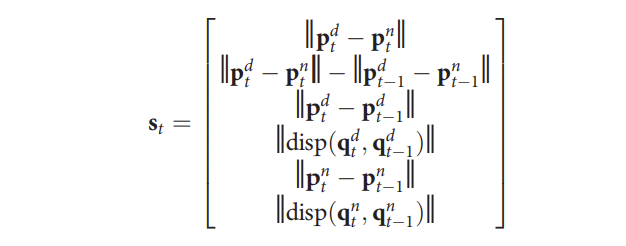 ‖p_t^d − p_t^n‖
‖p_t^d − p_t^n‖ − ‖p_{t−1}^d − p_{t−1}^n‖
‖p_t^d − p_{t−1}^d‖
s_t = ‖disp(q_t^d, q_{t−1}^d)‖
‖p_t^n − p_{t−1}^n‖
‖disp(q_t^n, q_{t−1}^n)‖